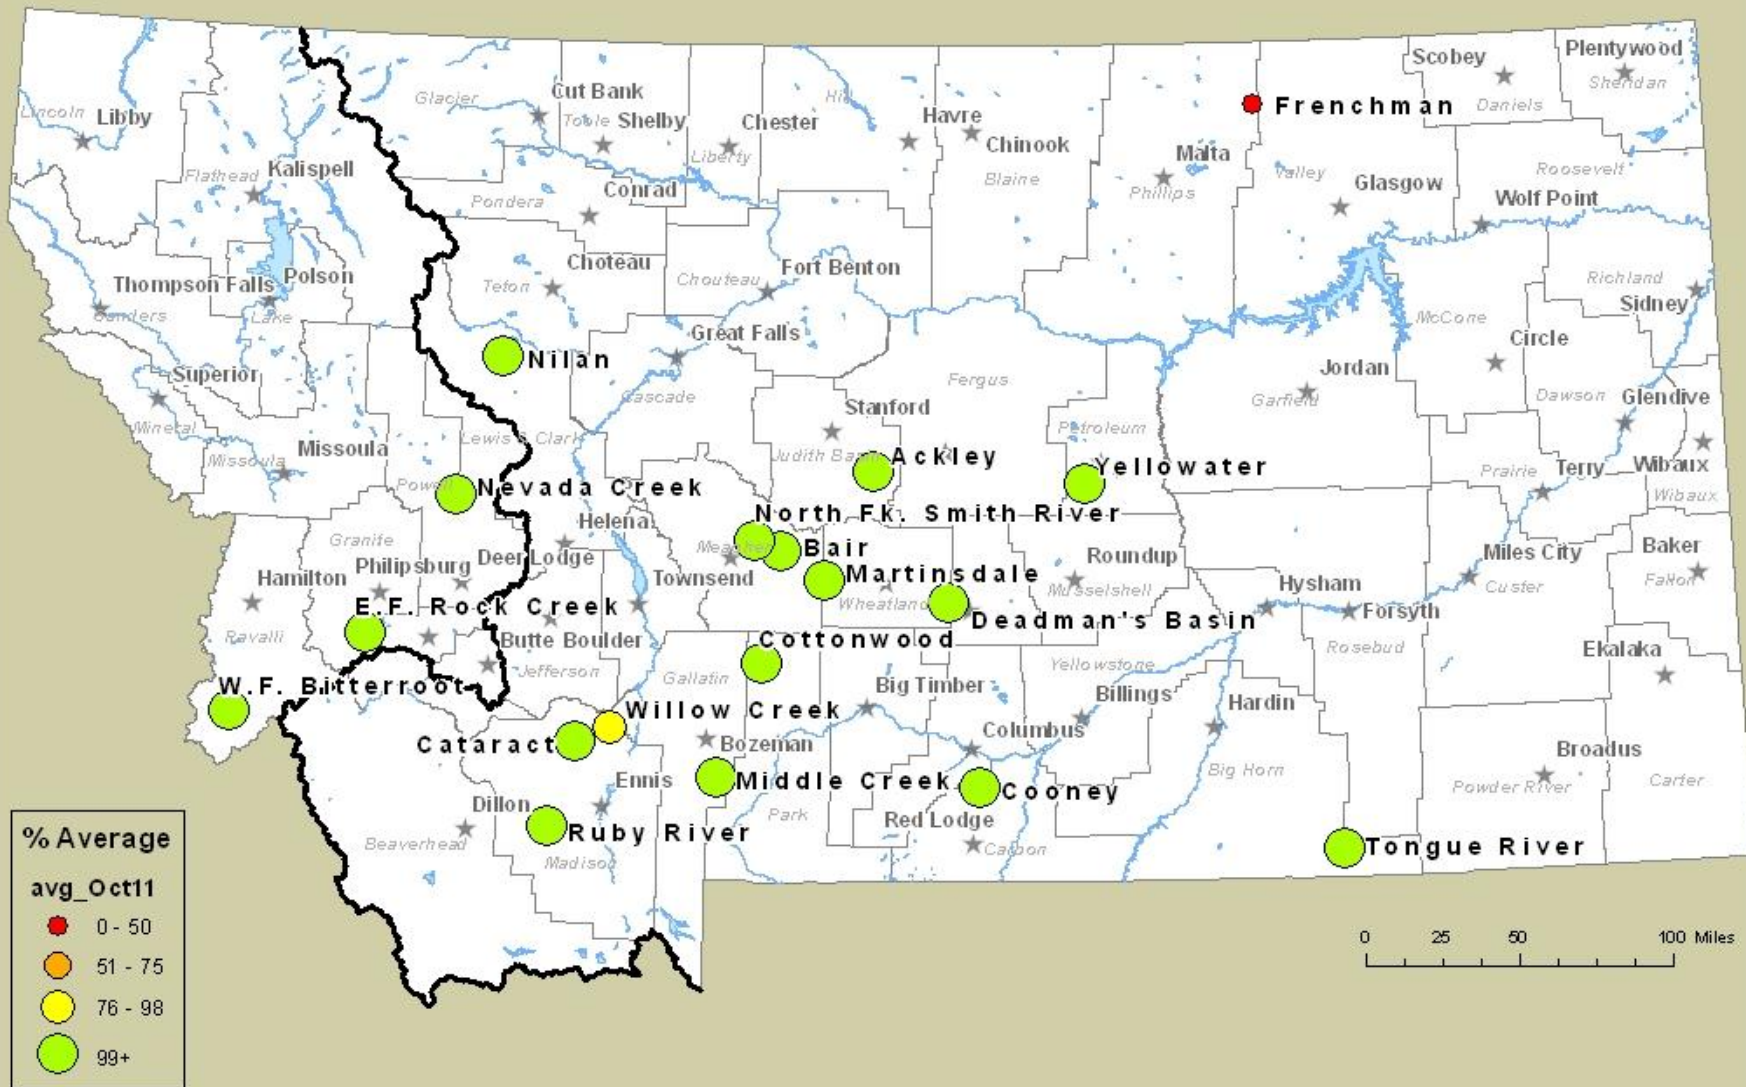 Scobey
Plentywood
Sheridan
Daniels
Lincoln
Libby
Glacier
Cut Bank
Toole
Shelby
Chester
Liberty
Hill
Havre
Chinook
Blaine
Malta
Phillips
Frenchman
Valley
Glasgow
Roosevelt
Wolf Point
Flathead
Kalispell
Pondera
Conrad
Thompson Falls
Sanders
Polson
Lake
Teton
Choteau
Chouteau
Fort Benton
Great Falls
Richland
Sidney
McCone
Circle
Superior
Mineral
Nilan
Cascade
Fergus
Stanford
Judith Basin
Ackley
Petroleum
Yellowater
Jordan
Garfield
Dawson
Glendive
Prairie
Terry
Wibaux
Wibaux
Missoula
Missoula
Lewis & Clark
Powell
Nevada Creek
Helena
North Fk. Smith River
Meagher
Bair
Townsend
Martinsdale
Wheatland
Deadman's Basin
Roundup
Musselshell
Hysham
Forsyth
Rosebud
Miles City
Custer
Baker
Fallon
Granite
Philipsburg
Deer Lodge
Hamilton
E.F. Rock Creek
Ravalli
Butte
Boulder
Jefferson
Cottonwood
Gallatin
Big Timber
Yellowstone
Billings
Hardin
Ekalaka
W.F. Bitterroot
Willow Creek
Cataract
Bozeman
Columbus
Big Horn
Broadus
Powder River
Carter
Middle Creek
Cooney
Ennis
Dillon
Beaverhead
Ruby River
Madison
Park
Red Lodge
Carbon
Tongue River
% Average
avg_Oct11
0 - 50
51 - 75
76 - 98
99+
0 25 50 100 Miles